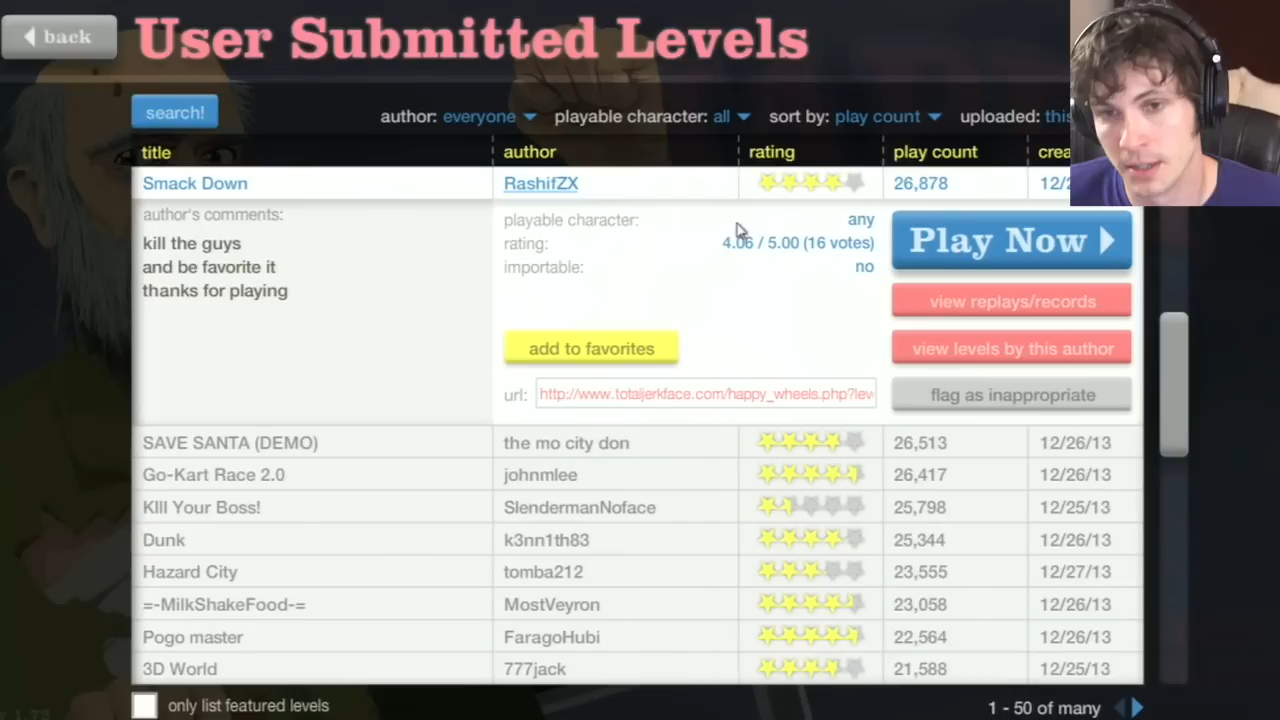 back
User Submitted Levels
search!
author: everyone
playable character: all
sort by: play count
uploaded: this
title
author
rating
play count
crea
Smack Down
RashifZX
26,878
12/2
author's comments:
kill the guys
and be favorite it
thanks for playing
playable character: any
rating: 4.06 / 5.00 (16 votes)
importable: no
add to favorites
url: http://www.totaljerkface.com/happy_wheels.php?lev
Play Now
view replays/records
view levels by this author
flag as inappropriate
SAVE SANTA (DEMO) the mo city don 26,513 12/26/13
Go-Kart Race 2.0 johnmlee 26,417 12/26/13
KIll Your Boss! SlendermanNoface 25,798 12/25/13
Dunk k3nn1th83 25,344 12/26/13
Hazard City tomba212 23,555 12/27/13
=-MilkShakeFood-= MostVeyron 23,058 12/26/13
Pogo master FaragoHubi 22,564 12/26/13
3D World 777jack 21,588 12/25/13
only list featured levels
1 - 50 of many